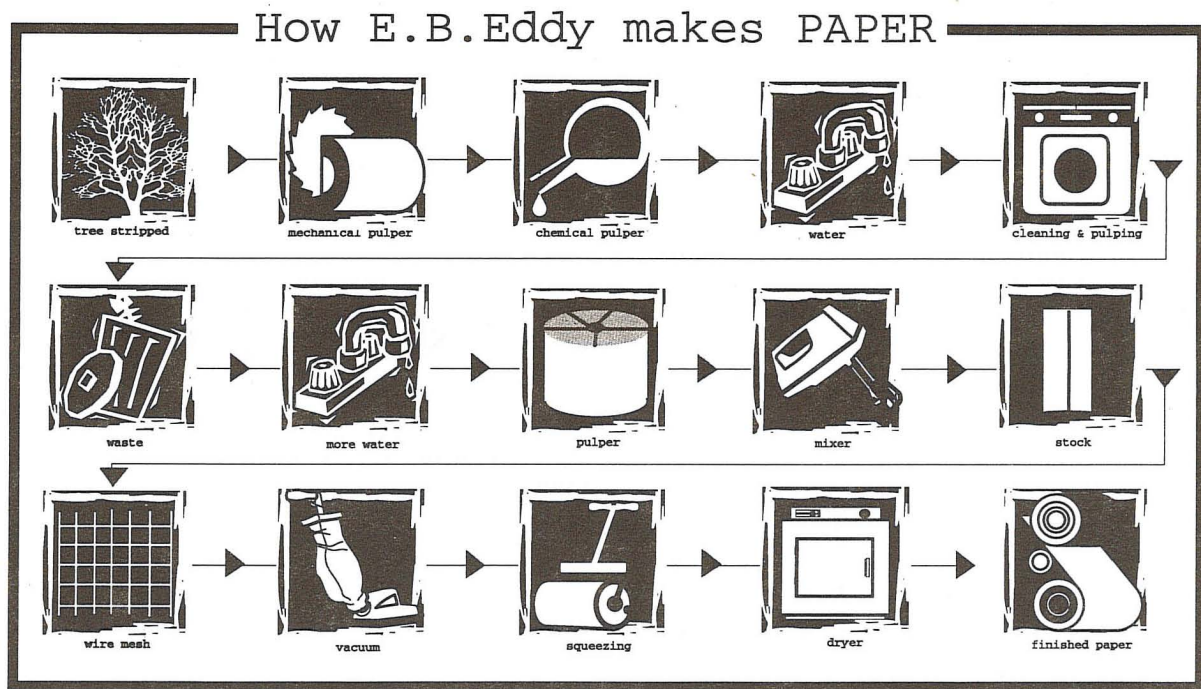 How E.B.Eddy makes PAPER
tree stripped
mechanical pulper
chemical pulper
water
cleaning & pulping
waste
more water
pulper
mixer
stock
wire mesh
vacuum
squeezing
dryer
finished paper